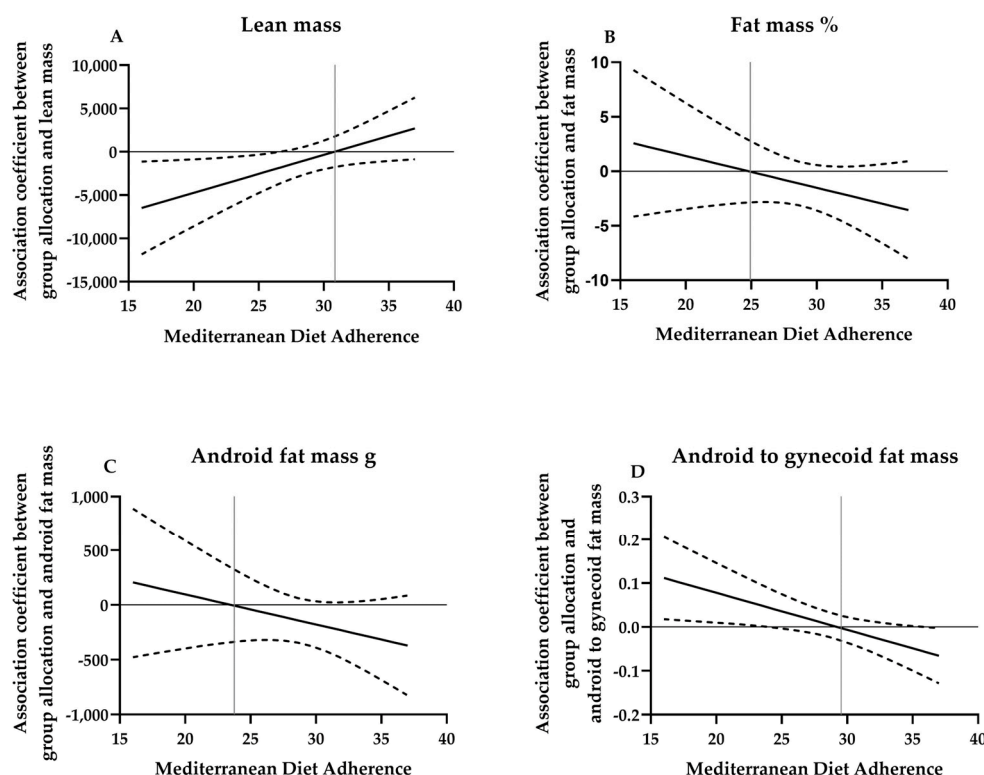 A
Lean mass
Association coefficient between
group allocation and lean mass
10,000
5,000
0
-5,000
-10,000
-15,000
15 20 25 30 35 40
Mediterranean Diet Adherence
B
Fat mass %
Association coefficient between
group allocation and fat mass
10
5
0
-5
-10
15 20 25 30 35 40
Mediterranean Diet Adherence
C
Android fat mass g
Association coefficient between
group allocation and android fat mass
1,000
500
0
-500
-1,000
15 20 25 30 35 40
Mediterranean Diet Adherence
D
Android to gynecoid fat mass
Association coefficient between
group allocation and
android to gynecoid fat mass
0.3
0.2
0.1
0.0
-0.1
-0.2
15 20 25 30 35 40
Mediterranean Diet Adherence